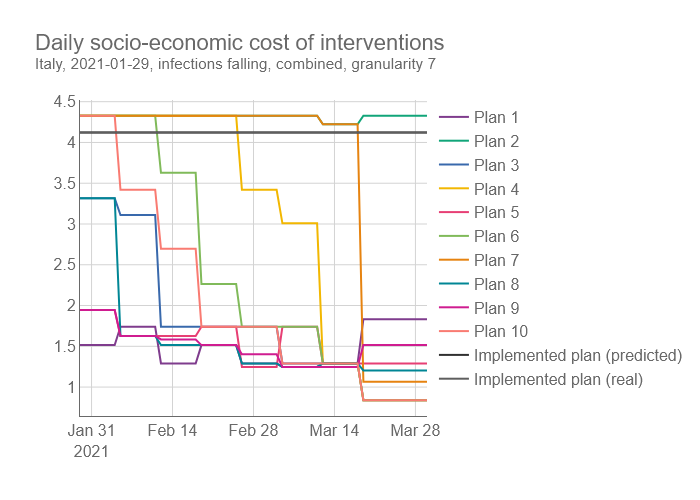 Daily socio-economic cost of interventions
Italy, 2021-01-29, infections falling, combined, granularity 7
4.5
4
3.5
3
2.5
2
1.5
1
Jan 31
2021
Feb 14
Feb 28
Mar 14
Mar 28
Plan 1
Plan 2
Plan 3
Plan 4
Plan 5
Plan 6
Plan 7
Plan 8
Plan 9
Plan 10
Implemented plan (predicted)
Implemented plan (real)